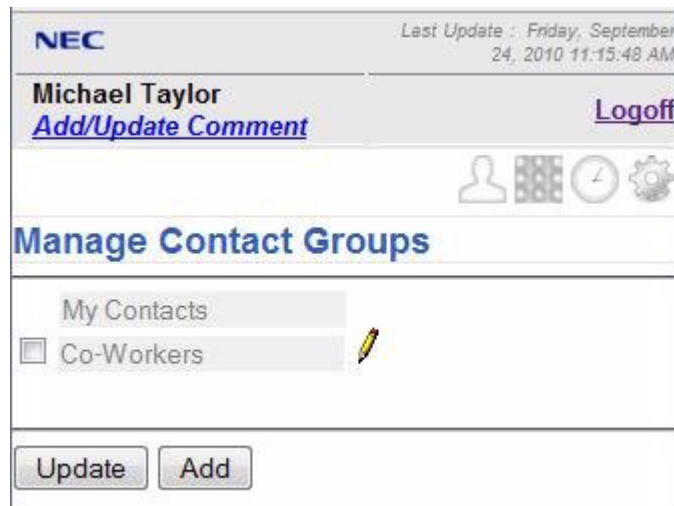 NEC
Last Update : Friday, September
24, 2010 11:15:48 AM
Michael Taylor
Add/Update Comment
Logoff
Manage Contact Groups
My Contacts
Co-Workers
Update
Add